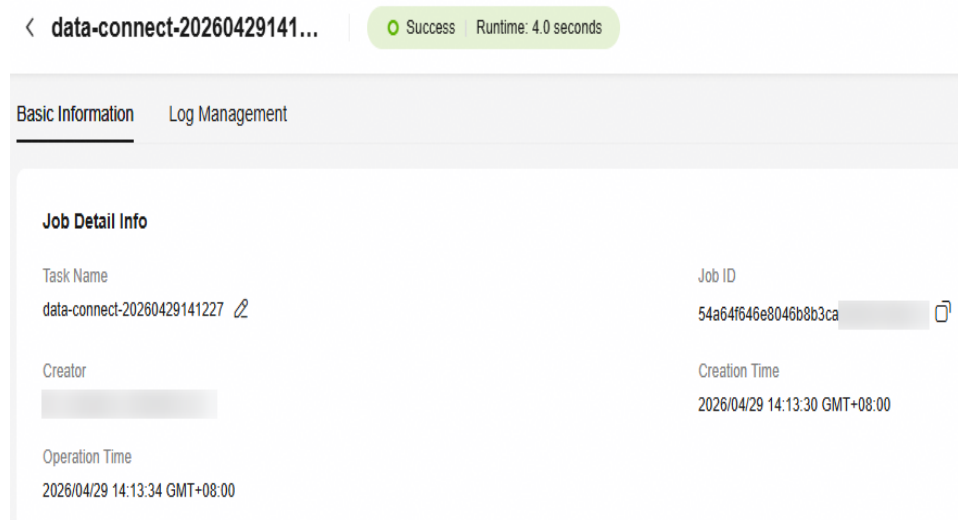 data-connect-20260429141...
Success | Runtime: 4.0 seconds
Basic Information
Log Management
Job Detail Info
Task Name
data-connect-20260429141227
Job ID
54a64f646e8046b8b3ca
Creator
Creation Time
2026/04/29 14:13:30 GMT+08:00
Operation Time
2026/04/29 14:13:34 GMT+08:00